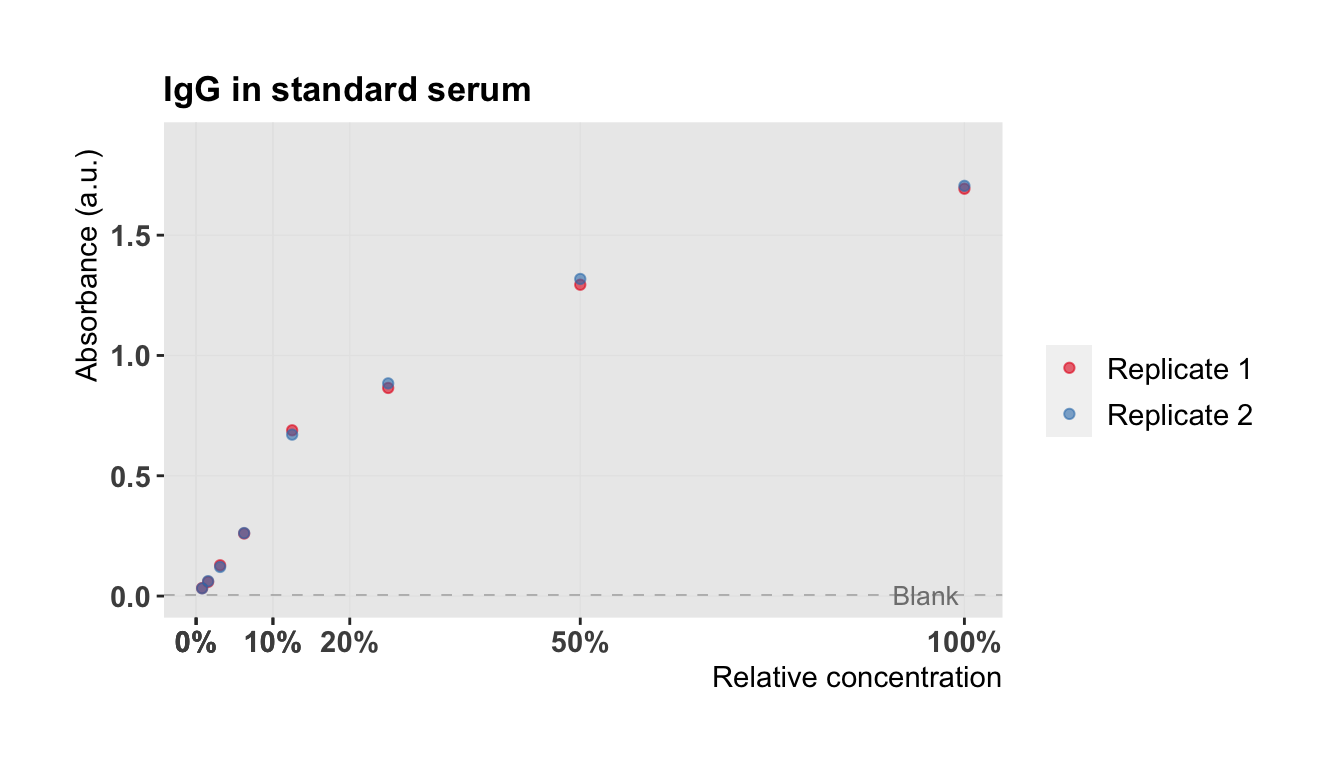 IgG in standard serum
Absorbance (a.u.)
1.5
1.0
0.5
0.0
Blank
0% 10% 20% 50% 100%
Relative concentration
Replicate 1
Replicate 2